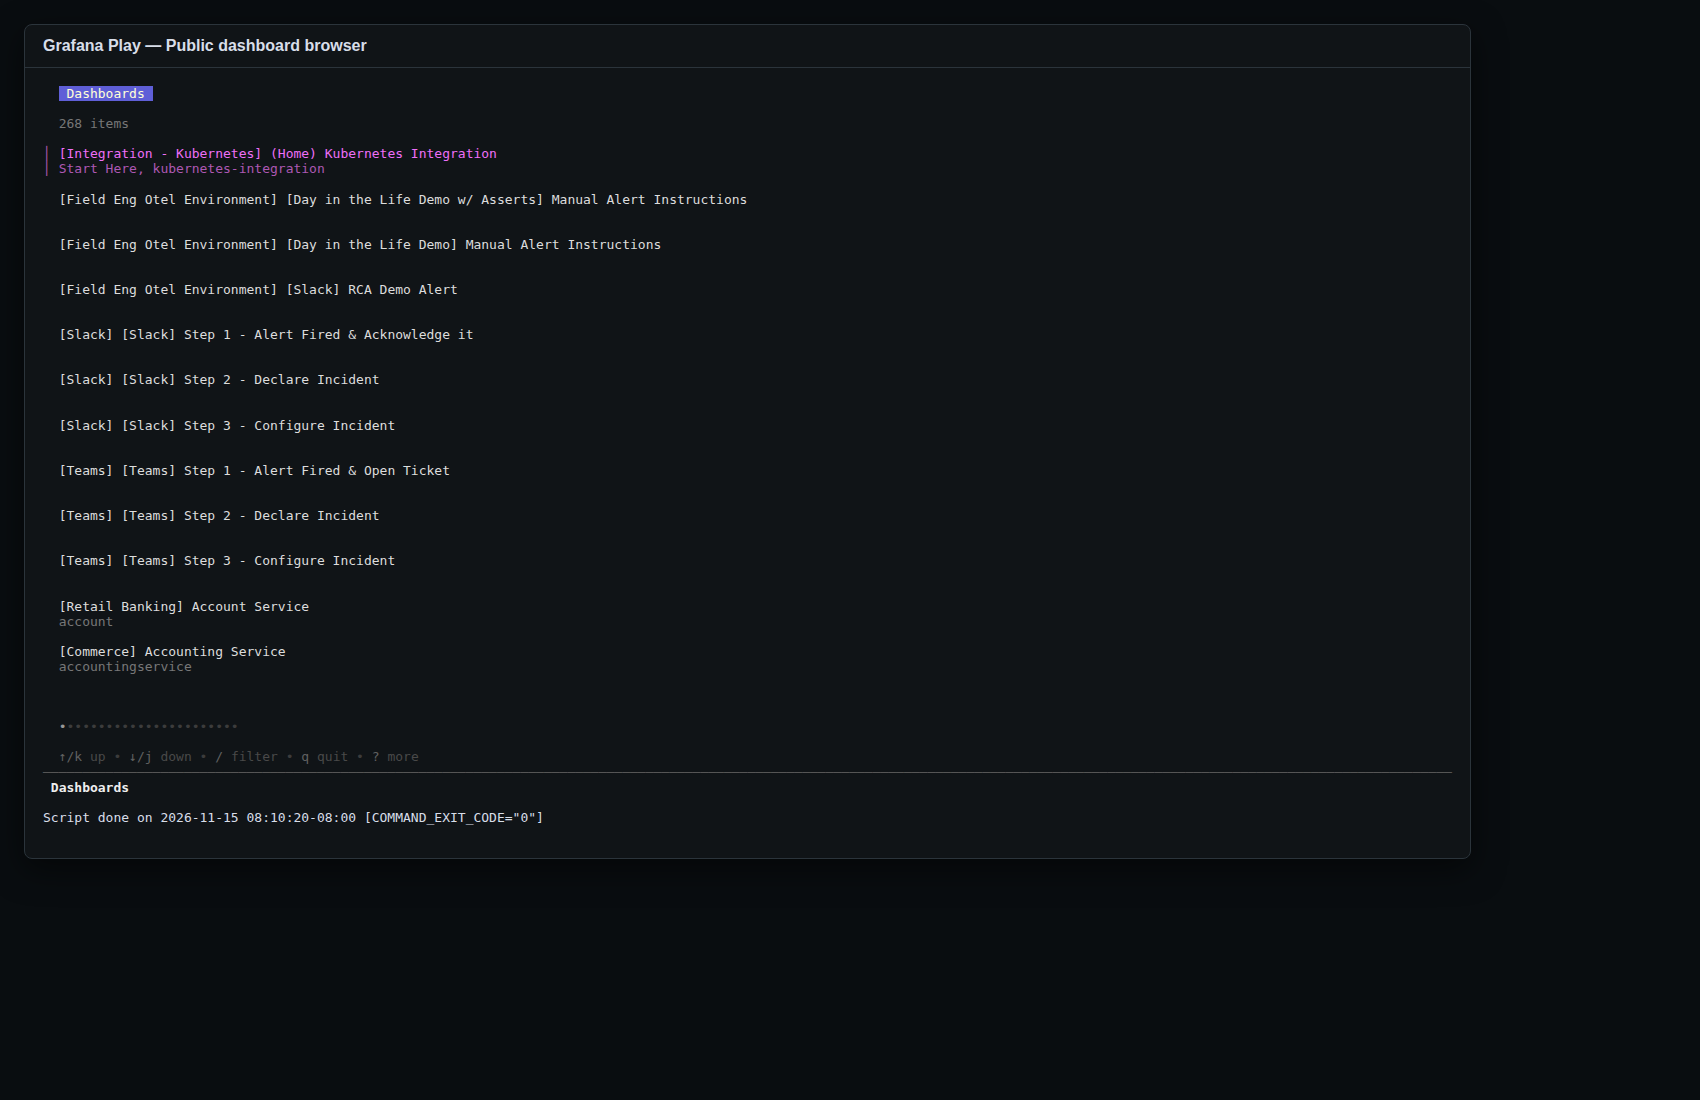 Grafana Play — Public dashboard browser
Dashboards
268 items
[Integration - Kubernetes] (Home) Kubernetes Integration
Start Here, kubernetes-integration
[Field Eng Otel Environment] [Day in the Life Demo w/ Asserts] Manual Alert Instructions
[Field Eng Otel Environment] [Day in the Life Demo] Manual Alert Instructions
[Field Eng Otel Environment] [Slack] RCA Demo Alert
[Slack] [Slack] Step 1 - Alert Fired & Acknowledge it
[Slack] [Slack] Step 2 - Declare Incident
[Slack] [Slack] Step 3 - Configure Incident
[Teams] [Teams] Step 1 - Alert Fired & Open Ticket
[Teams] [Teams] Step 2 - Declare Incident
[Teams] [Teams] Step 3 - Configure Incident
[Retail Banking] Account Service
account
[Commerce] Accounting Service
accountingservice
•••••••••••••••••••••••
↑/k up • ↓/j down • / filter • q quit • ? more
Dashboards
Script done on 2026-11-15 08:10:20-08:00 [COMMAND_EXIT_CODE="0"]